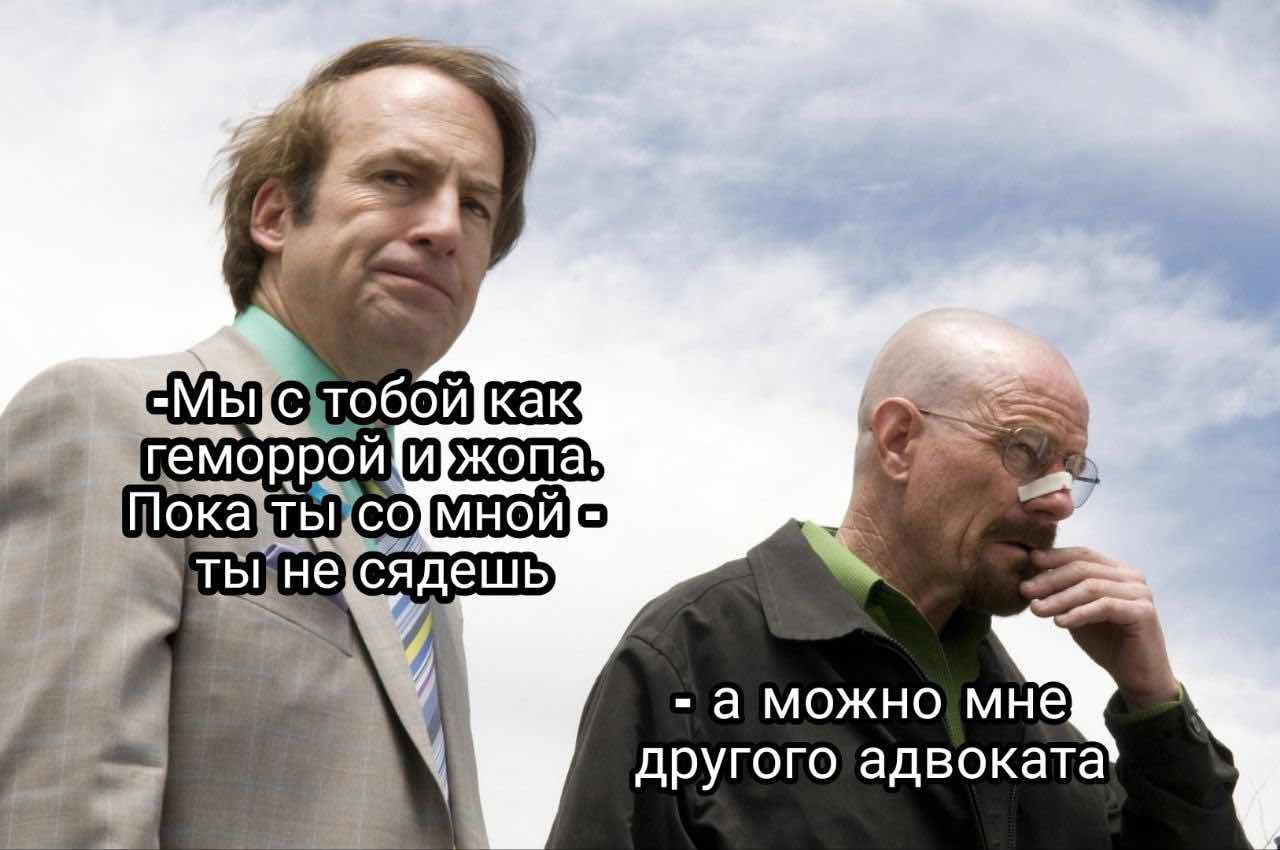 -Мы с тобой как
геморрой и жопа.
Пока ты со мной -
ты не сядешь
- а можно мне
другого адвоката